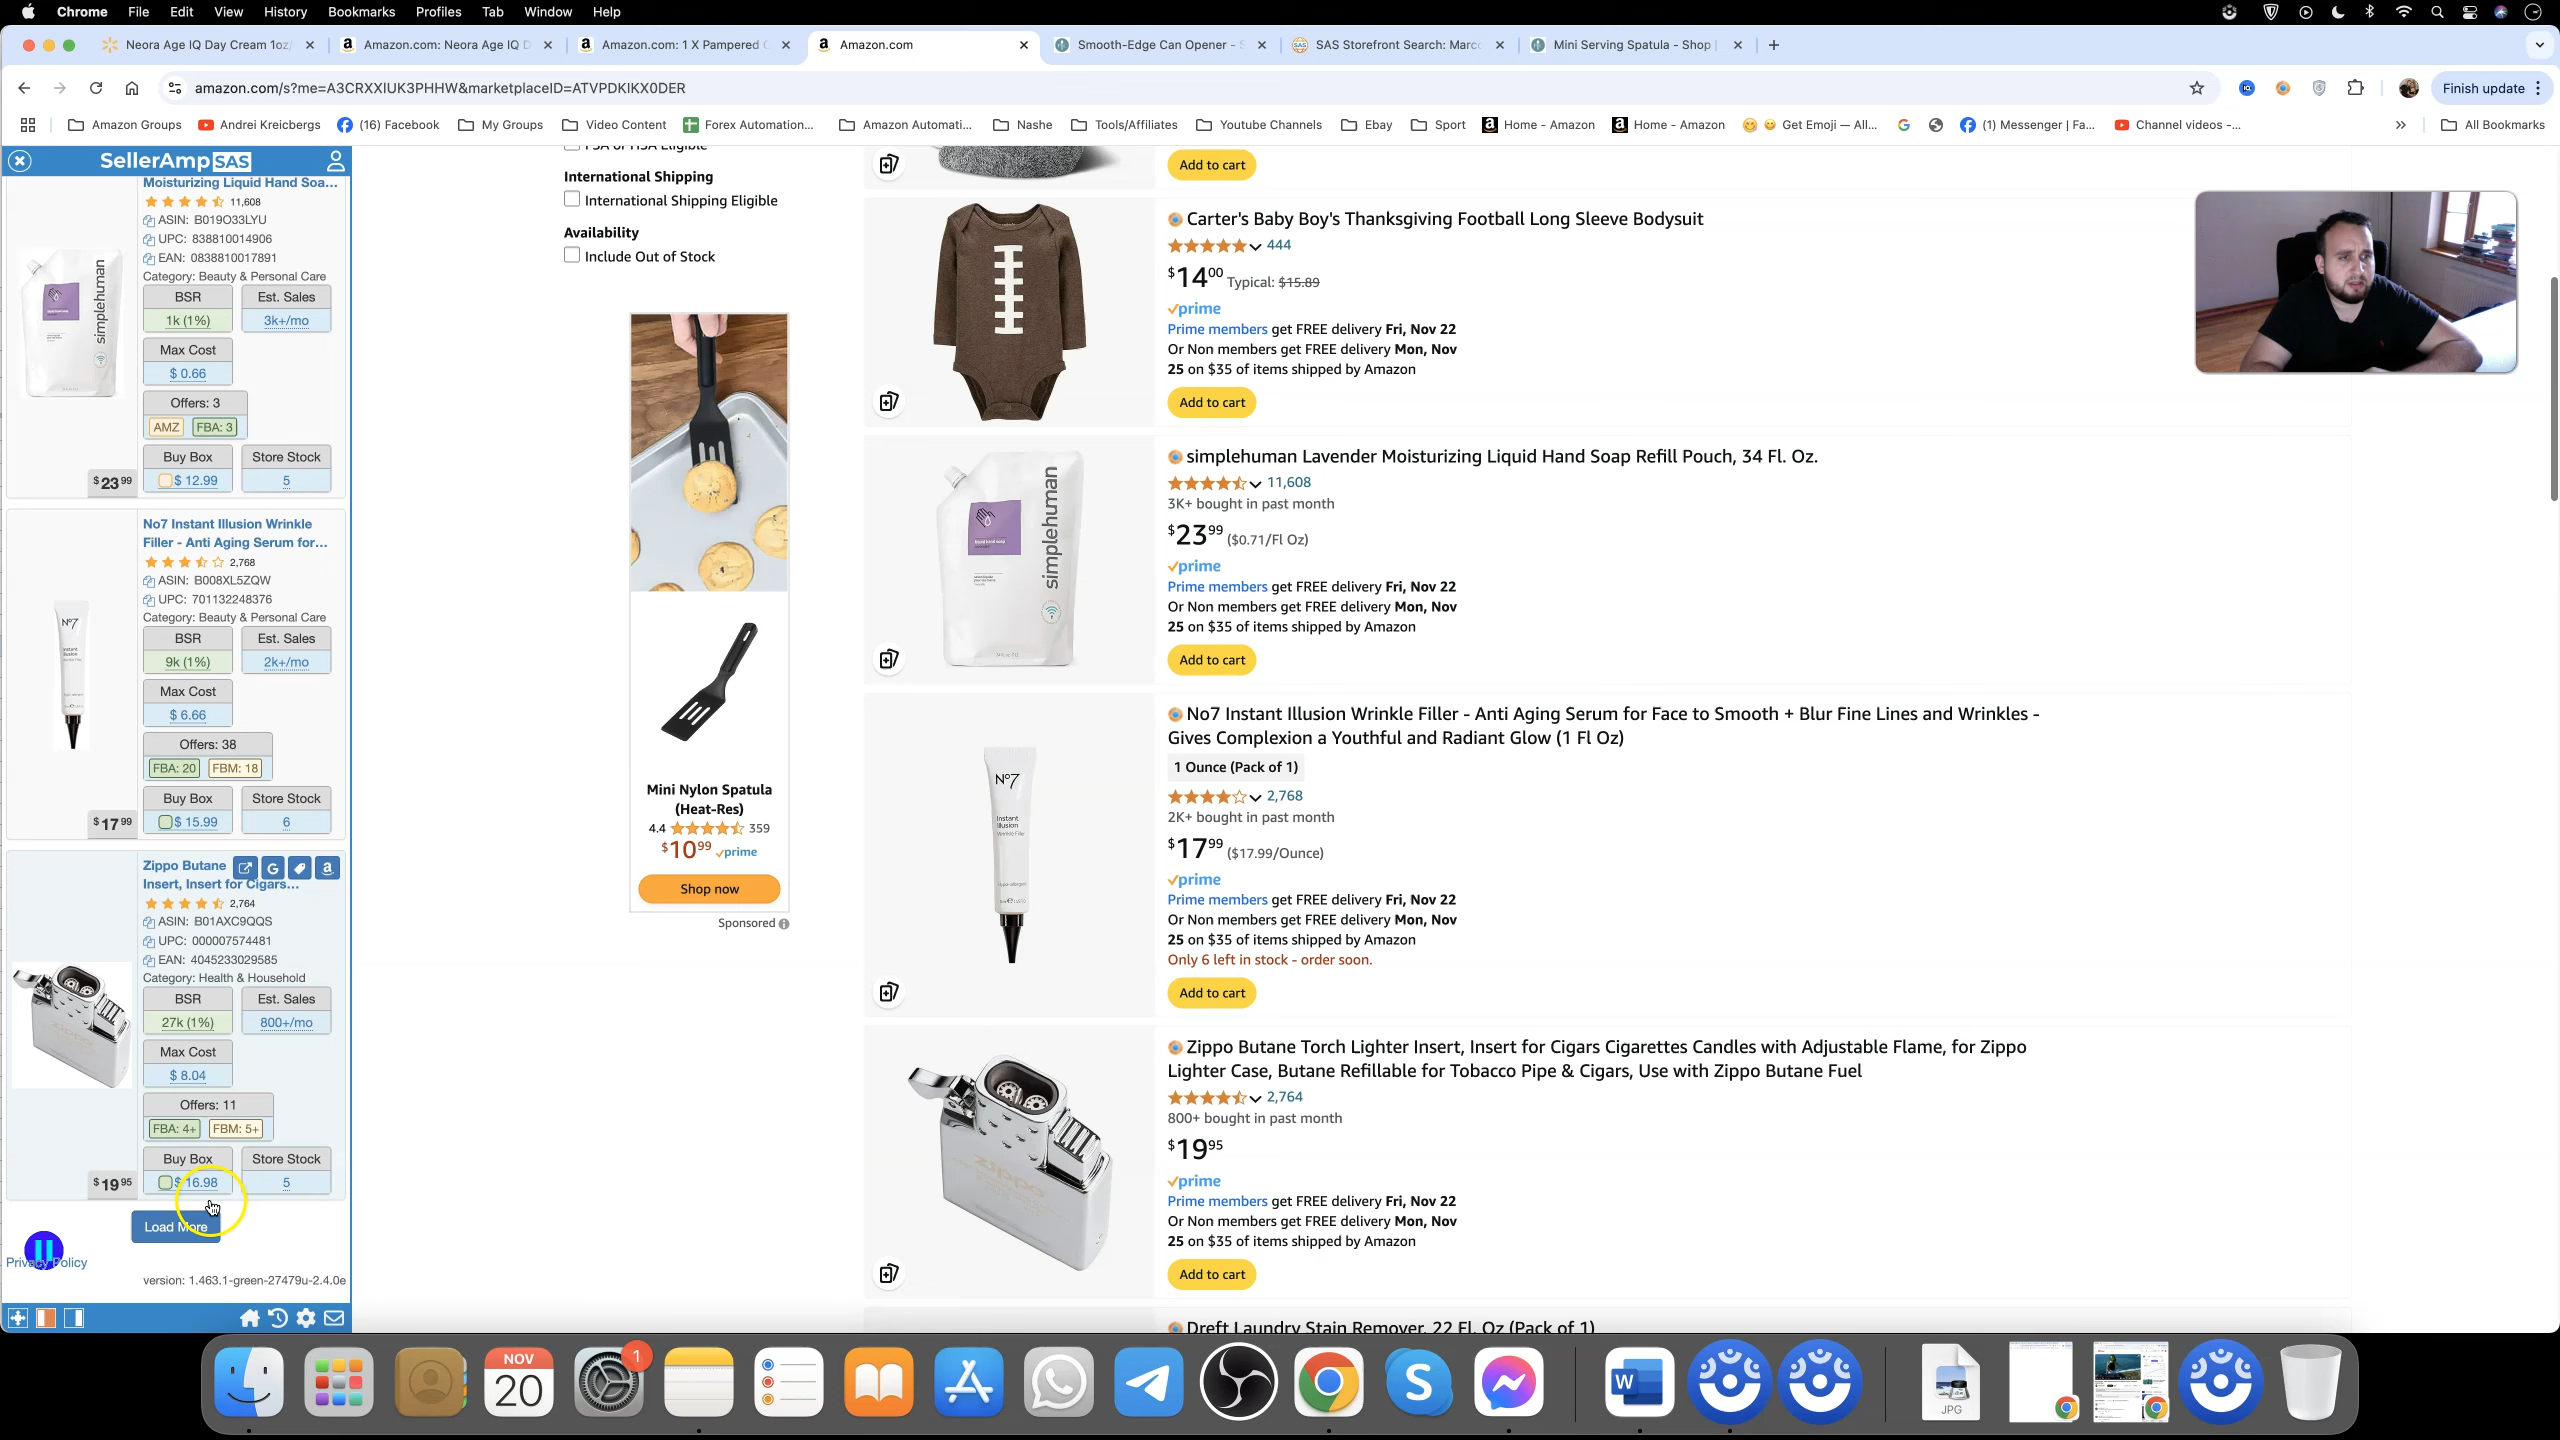 Chrome File Edit View History Bookmarks Profiles Tab Window Help
Neora Age IQ Day Cream 1oz
Amazon.com: Neora Age IQ D
Amazon.com: 1 X Pampered C
Amazon.com
Smooth-Edge Can Opener - S
SAS Storefront Search: Marco
Mini Serving Spatula - Shop
amazon.com/s?me=A3CRXXIUK3PHHW&marketplaceID=ATVPDKIKX0DER
Finish update
Amazon Groups Andrei Kreicbergs (16) Facebook My Groups Video Content Forex Automation... Amazon Automati... Nashe Tools/Affiliates Youtube Channels Ebay Sport Home - Amazon Home - Amazon Get Emoji — All... (1) Messenger | Fa... Channel videos -... All Bookmarks
SellerAmp SAS
Moisturizing Liquid Hand Soa...
11,608
ASIN: B019O33LYU
UPC: 838810014906
EAN: 0838810017891
Category: Beauty & Personal Care
BSR Est. Sales
1k (1%) 3k+/mo
Max Cost
$ 0.66
Offers: 3
AMZ FBA: 3
Buy Box Store Stock
$23.99 $ 12.99 5
simplehuman
No7 Instant Illusion Wrinkle
Filler - Anti Aging Serum for...
2,768
ASIN: B008XL5ZQW
UPC: 701132248376
Category: Beauty & Personal Care
BSR Est. Sales
9k (1%) 2k+/mo
Max Cost
$ 6.66
Offers: 38
FBA: 20 FBM: 18
Buy Box Store Stock
$17.99 $ 15.99 6
Nº7
Zippo Butane
Insert, Insert for Cigars...
2,764
ASIN: B01AXC9QQS
UPC: 000007574481
EAN: 4045233029585
Category: Health & Household
BSR Est. Sales
27k (1%) 800+/mo
Max Cost
$ 8.04
Offers: 11
FBA: 4+ FBM: 5+
Buy Box Store Stock
$19.95 $ 16.98 5
Load More
Privacy Policy
version: 1.463.1-green-27479u-2.4.0e
FSA or HSA Eligible
International Shipping
International Shipping Eligible
Availability
Include Out of Stock
Mini Nylon Spatula
(Heat-Res)
4.4 359
$10.99 prime
Shop now
Sponsored
Add to cart
Carter's Baby Boy's Thanksgiving Football Long Sleeve Bodysuit
444
$14.00 Typical: $15.89
prime
Prime members get FREE delivery Fri, Nov 22
Or Non members get FREE delivery Mon, Nov
25 on $35 of items shipped by Amazon
Add to cart
simplehuman
simplehuman Lavender Moisturizing Liquid Hand Soap Refill Pouch, 34 Fl. Oz.
11,608
3K+ bought in past month
$23.99 ($0.71/Fl Oz)
prime
Prime members get FREE delivery Fri, Nov 22
Or Non members get FREE delivery Mon, Nov
25 on $35 of items shipped by Amazon
Add to cart
Nº7
Instant
Illusion
No7 Instant Illusion Wrinkle Filler - Anti Aging Serum for Face to Smooth + Blur Fine Lines and Wrinkles -
Gives Complexion a Youthful and Radiant Glow (1 Fl Oz)
1 Ounce (Pack of 1)
2,768
2K+ bought in past month
$17.99 ($17.99/Ounce)
prime
Prime members get FREE delivery Fri, Nov 22
Or Non members get FREE delivery Mon, Nov
25 on $35 of items shipped by Amazon
Only 6 left in stock - order soon.
Add to cart
Zippo Butane Torch Lighter Insert, Insert for Cigars Cigarettes Candles with Adjustable Flame, for Zippo
Lighter Case, Butane Refillable for Tobacco Pipe & Cigars, Use with Zippo Butane Fuel
2,764
800+ bought in past month
$19.95
prime
Prime members get FREE delivery Fri, Nov 22
Or Non members get FREE delivery Mon, Nov
25 on $35 of items shipped by Amazon
Add to cart
Dreft Laundry Stain Remover, 22 Fl. Oz (Pack of 1)
NOV
20
1
JPG